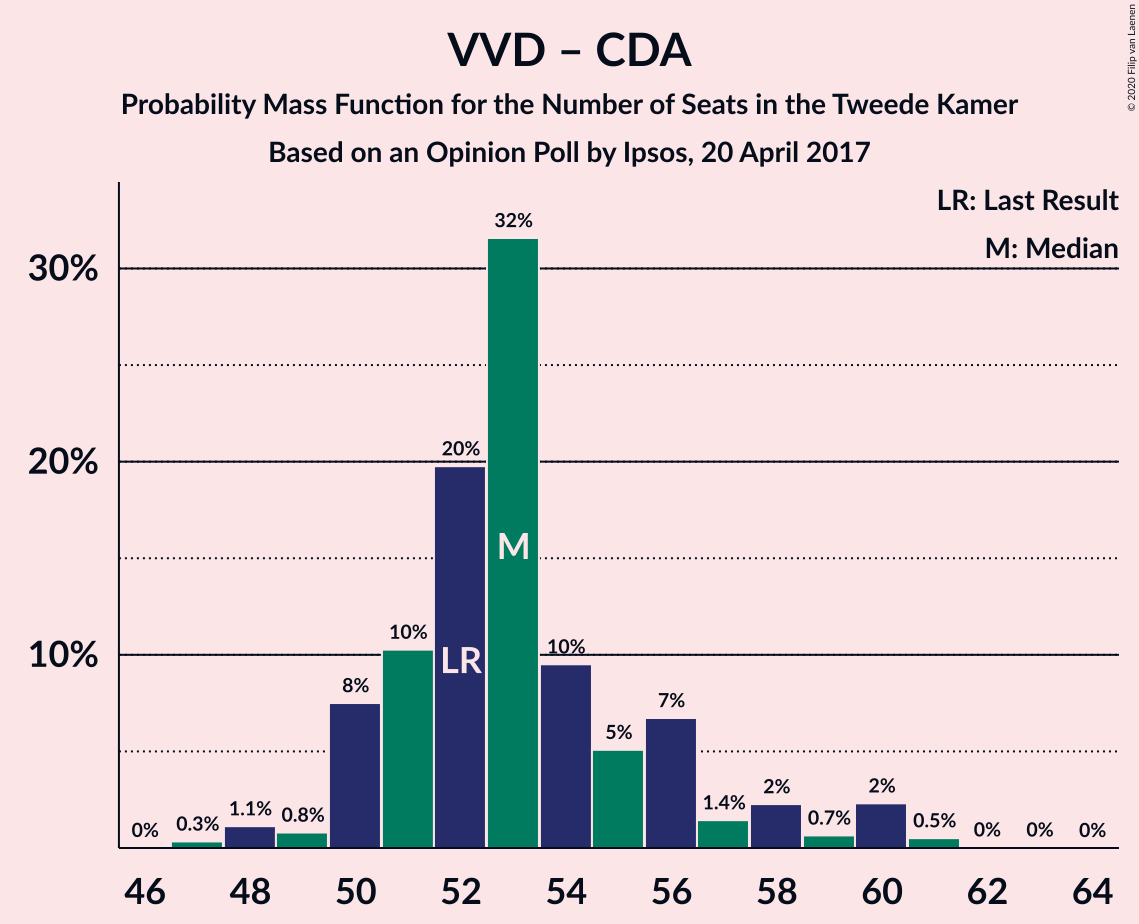 VVD – CDA
Probability Mass Function for the Number of Seats in the Tweede Kamer
Based on an Opinion Poll by Ipsos, 20 April 2017
© 2020 Filip van Laenen
LR: Last Result
M: Median
30%
20%
10%
0%
0.3%
1.1%
0.8%
8%
10%
20%
32%
10%
5%
7%
1.4%
2%
0.7%
2%
0.5%
0%
0%
0%
LR
M
46 48 50 52 54 56 58 60 62 64